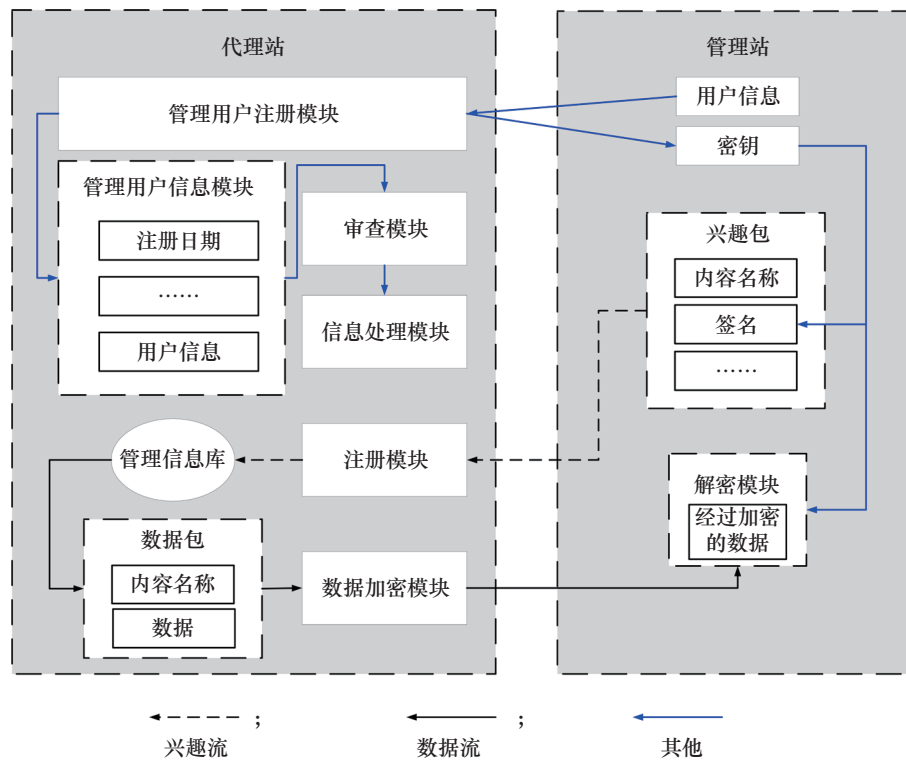 代理站
管理用户注册模块
管理用户信息模块
注册日期
……
用户信息
审查模块
信息处理模块
管理信息库
注册模块
数据包
内容名称
数据
数据加密模块
管理站
用户信息
密钥
兴趣包
内容名称
签名
……
解密模块
经过加密
的数据
;
;
兴趣流
数据流
其他